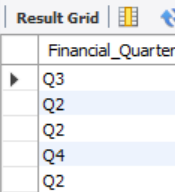 Result Grid
Financial_Quarter
Q3
Q2
Q2
Q4
Q2